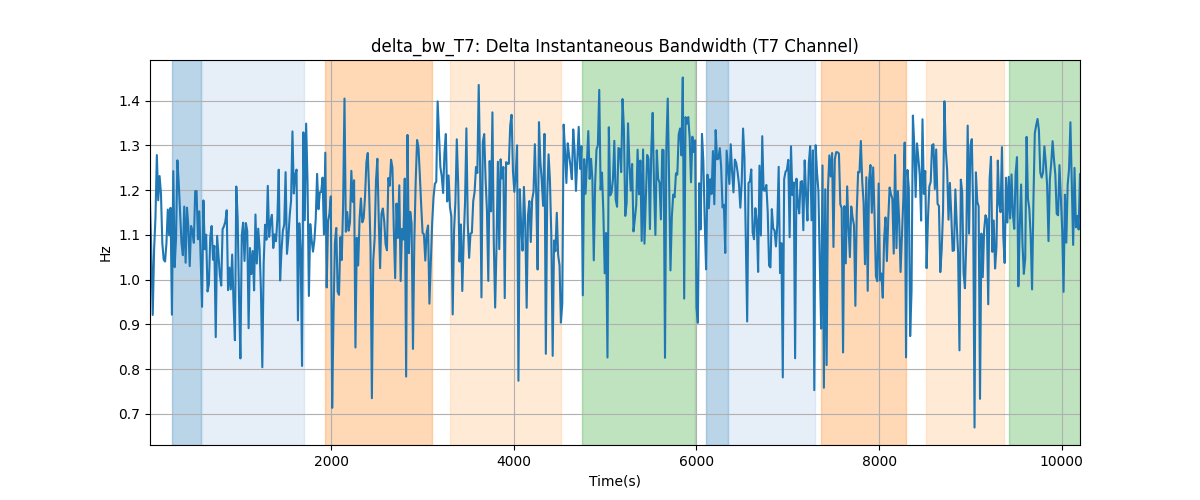 delta_bw_T7: Delta Instantaneous Bandwidth (T7 Channel)
1.4
1.3
1.2
1.1
1.0
0.9
0.8
0.7
Hz
2000 4000 6000 8000 10000
Time(s)